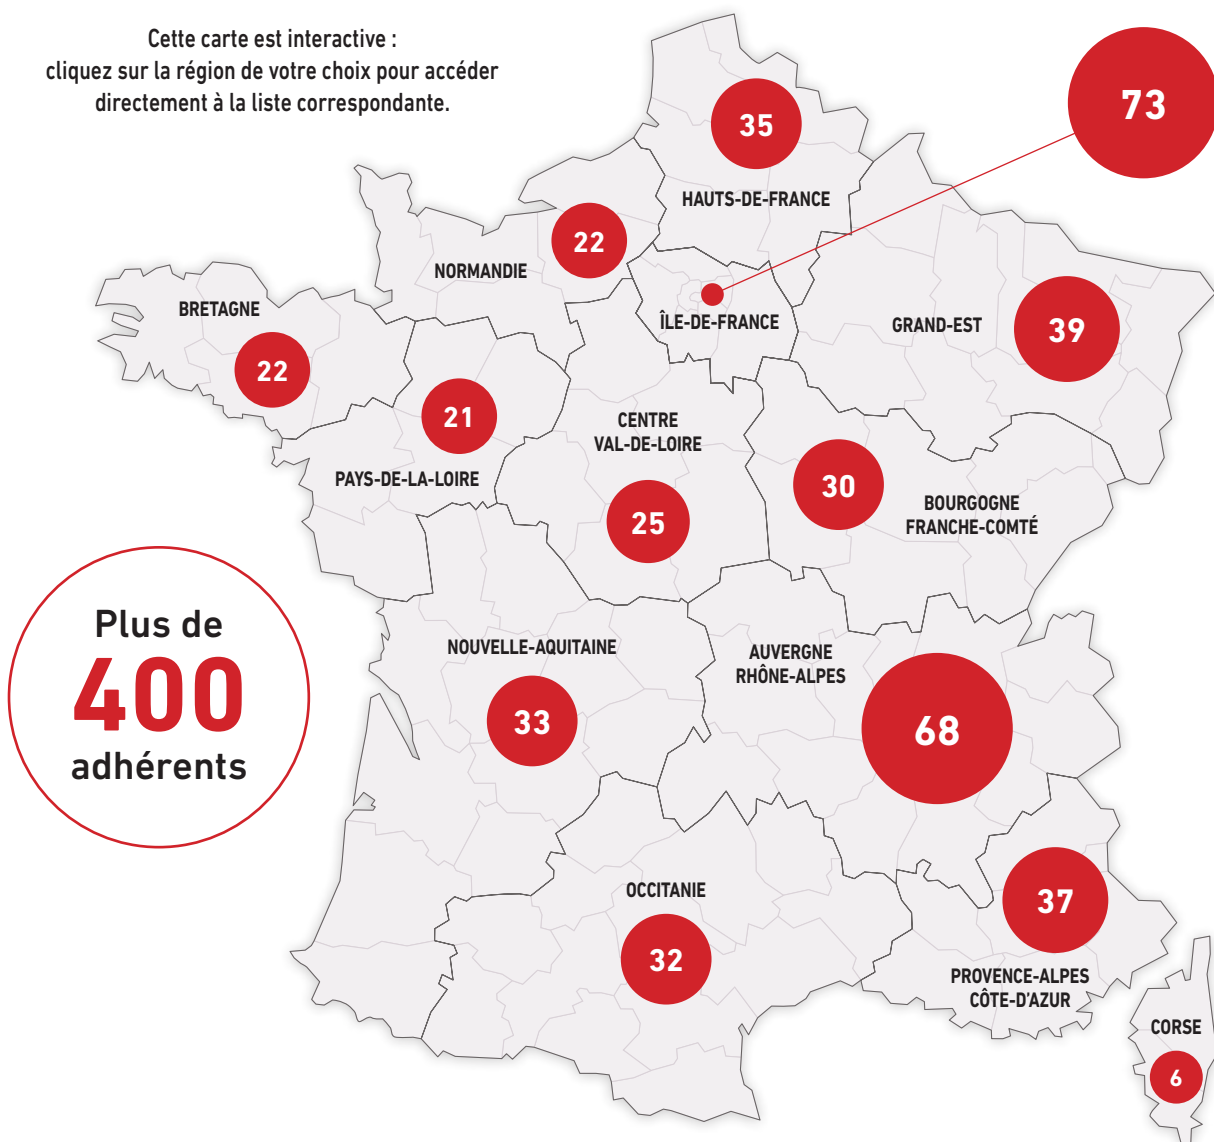 Cette carte est interactive :
cliquez sur la région de votre choix pour accéder
directement à la liste correspondante.
73
35
HAUTS-DE-FRANCE
22
NORMANDIE
BRETAGNE
22
ÎLE-DE-FRANCE
GRAND-EST
39
21
PAYS-DE-LA-LOIRE
CENTRE
VAL-DE-LOIRE
25
30
BOURGOGNE
FRANCHE-COMTÉ
Plus de
400
adhérents
NOUVELLE-AQUITAINE
33
AUVERGNE
RHÔNE-ALPES
68
OCCITANIE
32
37
PROVENCE-ALPES
CÔTE-D'AZUR
CORSE
6